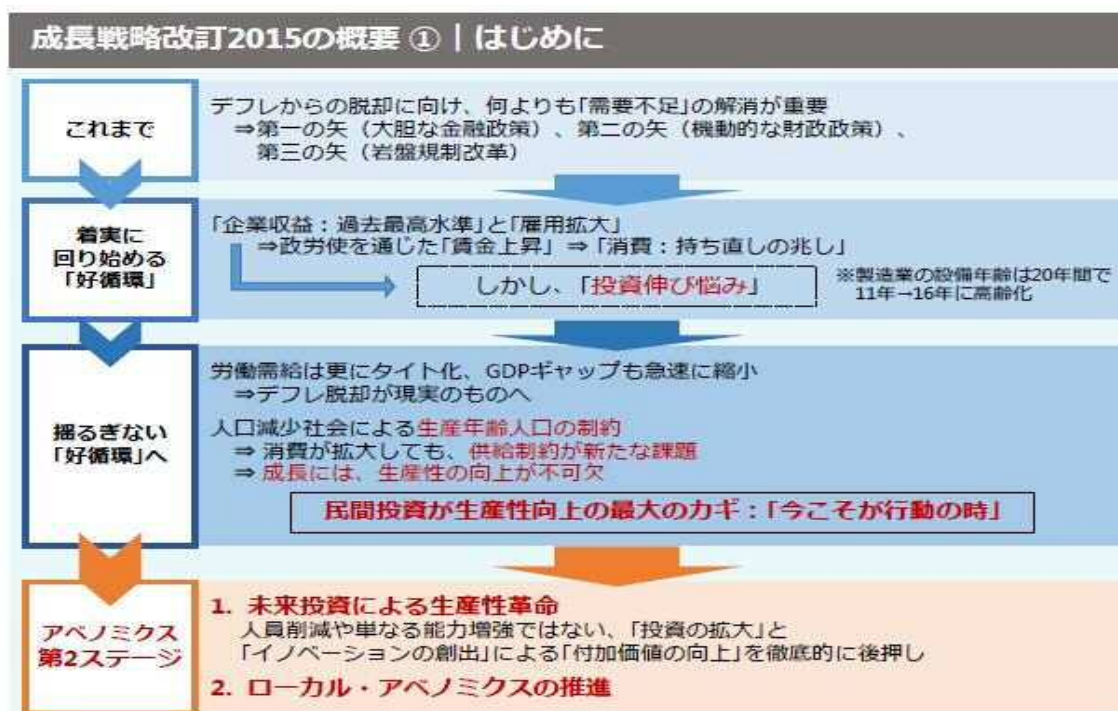 成長戦略改訂2015の概要 ①|はじめに
これまで
デフレからの脱却に向け、何よりも「需要不足」の解消が重要
⇒第一の矢（大胆な金融政策）、第二の矢（機動的な財政政策）、
第三の矢（岩盤規制改革）
着実に
回り始める
「好循環」
「企業収益：過去最高水準」と「雇用拡大」
⇒政労使を通じた「賃金上昇」⇒「消費：持ち直しの兆し」
しかし、「投資伸び悩み」
※製造業の設備年齢は20年間で
11年→16年に高齢化
揺るぎない
「好循環」へ
労働需給は更にタイト化、GDPギャップも急速に縮小
⇒デフレ脱却が現実のものへ
人口減少社会による生産年齢人口の制約
⇒ 消費が拡大しても、供給制約が新たな課題
⇒ 成長には、生産性の向上が不可欠
民間投資が生産性向上の最大のカギ：「今こそが行動の時」
アベノミクス
第2ステージ
1. 未来投資による生産性革命
人員削減や単なる能力増強ではない、「投資の拡大」と
「イノベーションの創出」による「付加価値の向上」を徹底的に後押し
2. ローカル・アベノミクスの推進